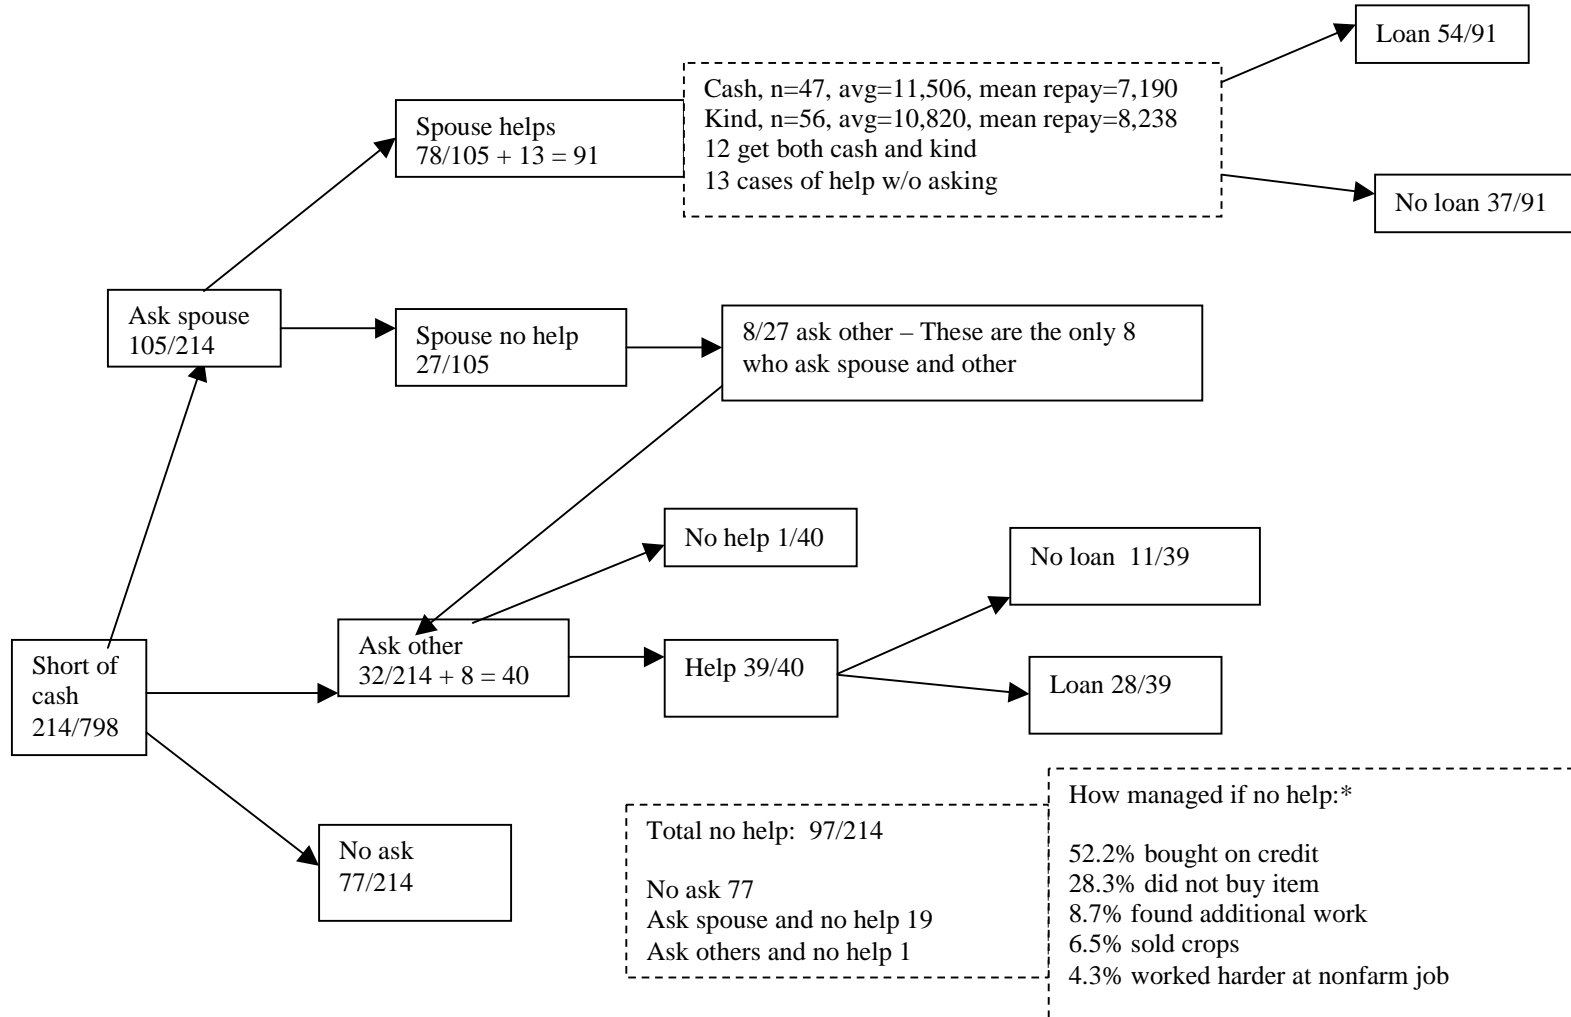 Loan 54/91
Cash, n=47, avg=11,506, mean repay=7,190
Kind, n=56, avg=10,820, mean repay=8,238
12 get both cash and kind
13 cases of help w/o asking
Spouse helps
78/105 + 13 = 91
No loan 37/91
Ask spouse
105/214
Spouse no help
27/105
8/27 ask other – These are the only 8
who ask spouse and other
No help 1/40
No loan  11/39
Ask other
32/214 + 8 = 40
Help 39/40
Loan 28/39
Short of
cash
214/798
No ask
77/214
Total no help:  97/214
No ask 77
Ask spouse and no help 19
Ask others and no help 1
How managed if no help:*
52.2% bought on credit
28.3% did not buy item
8.7% found additional work
6.5% sold crops
4.3% worked harder at nonfarm job